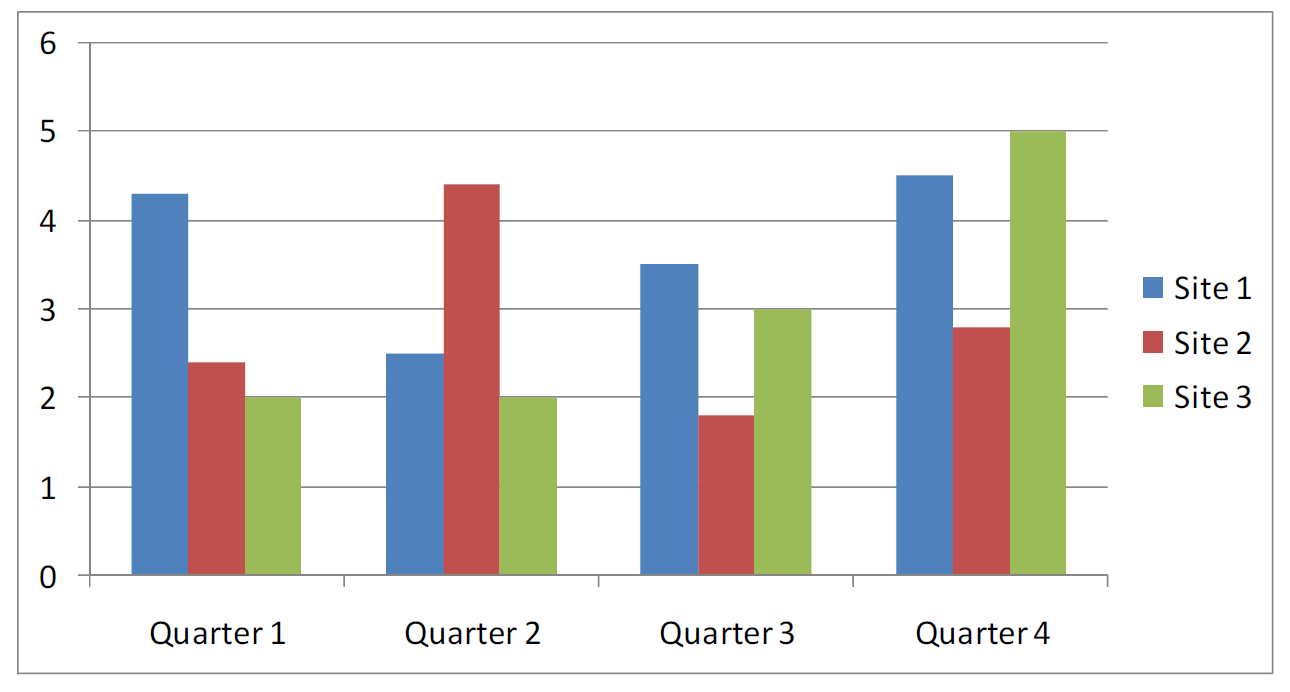 6
5
4
3
2
1
0
Quarter 1
Quarter 2
Quarter 3
Quarter 4
Site 1
Site 2
Site 3